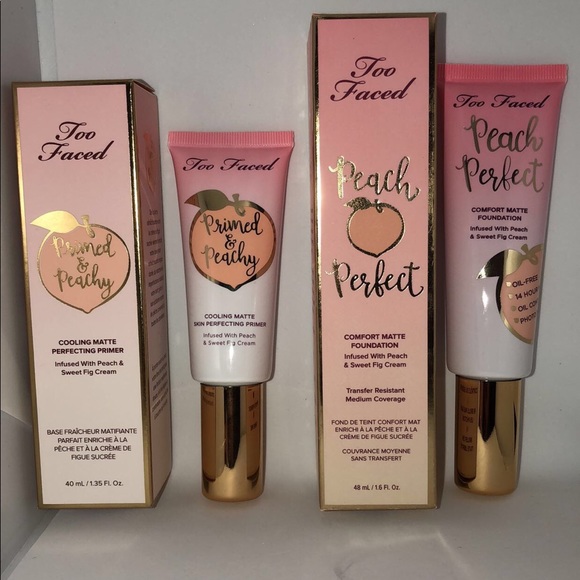 Too
Faced
Primed
&
Peachy
COOLING MATTE
PERFECTING PRIMER
Infused With Peach &
Sweet Fig Cream
BASE FRAÎCHEUR MATIFIANTE
PARFAIT ENRICHIE À LA
PÊCHE ET À LA CRÈME DE
FIGUE SUCRÉE
40 mL / 1.35 Fl. Oz.
Too Faced
Primed
&
Peachy
COOLING MATTE
SKIN PERFECTING PRIMER
Infused With Peach
& Sweet Fig Cream
Too
Faced
Peach
Perfect
COMFORT MATTE
FOUNDATION
Infused With Peach
& Sweet Fig Cream
Transfer Resistant
Medium Coverage
FOND DE TEINT CONFORT MAT
ENRICHI À LA PÊCHE ET À LA
CRÈME DE FIGUE SUCRÉE
COUVRANCE MOYENNE
SANS TRANSFERT
48 mL / 1.6 Fl. Oz.
Too Faced
Peach
Perfect
COMFORT MATTE
FOUNDATION
Infused With Peach
& Sweet Fig Cream
OIL-FREE
14 HOUR
OIL CON
PHOTO